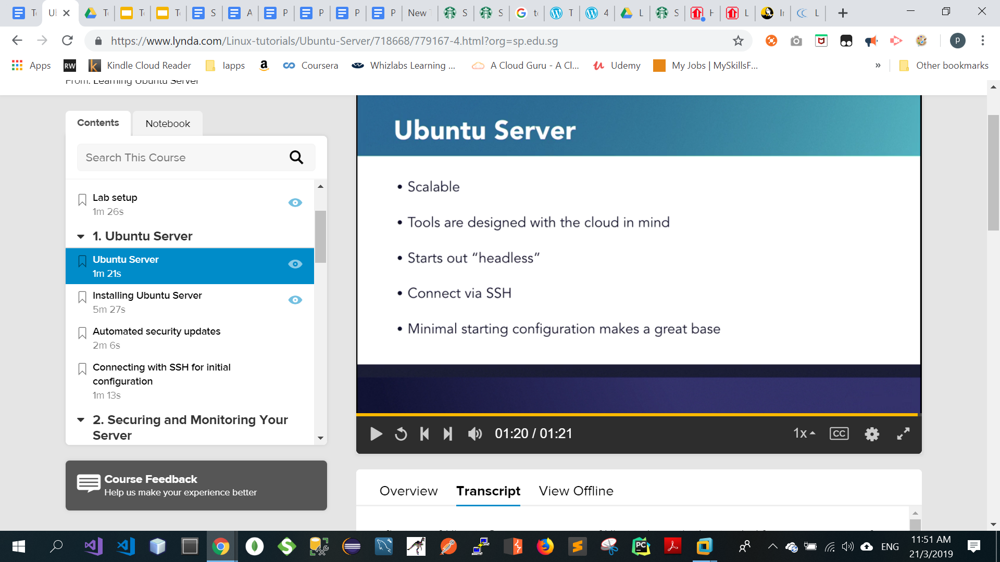 Ul
S
A
P
P
P
P
New
S
S
T
4
L
S
L
https://www.lynda.com/Linux-tutorials/Ubuntu-Server/718668/779167-4.html?org=sp.edu.sg
p
Apps
RW
Kindle Cloud Reader
Iapps
Coursera
Whizlabs Learning ...
A Cloud Guru - A Cl...
Udemy
My Jobs | MySkillsF...
»
Other bookmarks
From: Learning Ubuntu Server
Contents
Notebook
Search This Course
Lab setup
1m 26s
1. Ubuntu Server
Ubuntu Server
1m 21s
Installing Ubuntu Server
5m 27s
Automated security updates
2m 6s
Connecting with SSH for initial
configuration
1m 13s
2. Securing and Monitoring Your
Server
Course Feedback
Help us make your experience better
Ubuntu Server
• Scalable
• Tools are designed with the cloud in mind
• Starts out “headless”
• Connect via SSH
• Minimal starting configuration makes a great base
01:20 / 01:21
1x
CC
Overview
Transcript
View Offline
PC
ENG
11:51 AM
21/3/2019